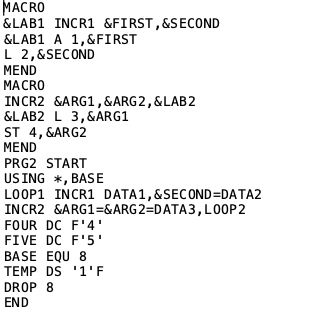 MACRO
&LAB1 INCR1 &FIRST,&SECOND
&LAB1 A 1,&FIRST
L 2,&SECOND
MEND
MACRO
INCR2 &ARG1,&ARG2,&LAB2
&LAB2 L 3,&ARG1
ST 4,&ARG2
MEND
PRG2 START
USING *,BASE
LOOP1 INCR1 DATA1,&SECOND=DATA2
INCR2 &ARG1=&ARG2=DATA3,LOOP2
FOUR DC F'4'
FIVE DC F'5'
BASE EQU 8
TEMP DS '1'F
DROP 8
END